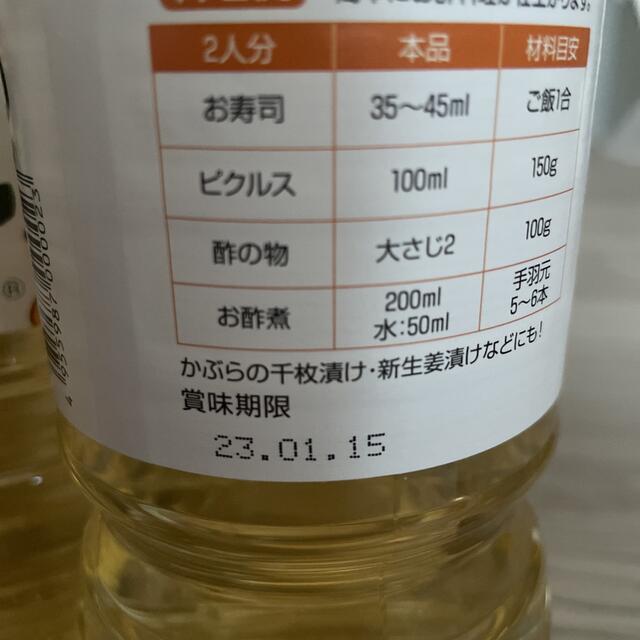 2人分 本品 材料目安
お寿司 35〜45ml ご飯1合
ピクルス 100ml 150g
酢の物 大さじ2 100g
お酢煮 200ml 水:50ml 手羽元 5〜6本
かぶらの千枚漬け・新生姜漬けなどにも!
賞味期限
23.01.15